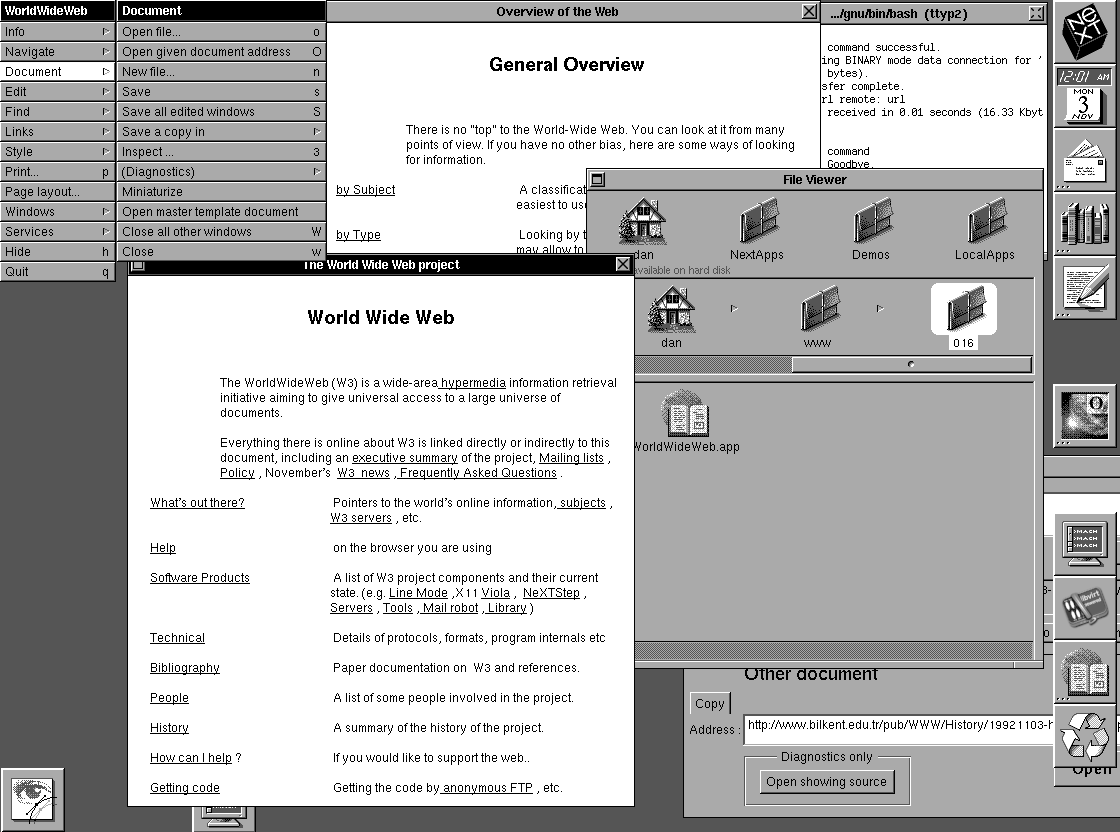 WorldWideWeb
Info
Navigate
Document
Edit
Find
Links
Style
Print... p
Page layout...
Windows
Services
Hide h
Quit q
Document
Open file... o
Open given document address O
New file... n
Save s
Save all edited windows S
Save a copy in
Inspect ... 3
(Diagnostics)
Miniaturize
Open master template document
Close all other windows W
Close w
Overview of the Web
General Overview
There is no "top" to the World-Wide Web. You can look at it from many
points of view. If you have no other bias, here are some ways of looking
for information.
by Subject A classificat
easiest to use
by Type Looking by t
may allow to
.../gnu/bin/bash (ttyp2)
command successful.
ing BINARY mode data connection for '
bytes).
sfer complete.
rl remote: url
received in 0.01 seconds (16.33 Kbyt
command
Goodbye.
NeXT
12:01 AM
MON
3
NOV
File Viewer
dan NextApps Demos LocalApps
available on hard disk
dan www 016
WorldWideWeb.app
The World Wide Web project
World Wide Web
The WorldWideWeb (W3) is a wide-area hypermedia information retrieval
initiative aiming to give universal access to a large universe of
documents.
Everything there is online about W3 is linked directly or indirectly to this
document, including an executive summary of the project, Mailing lists ,
Policy , November's W3 news , Frequently Asked Questions .
What's out there? Pointers to the world's online information, subjects ,
W3 servers , etc.
Help on the browser you are using
Software Products A list of W3 project components and their current
state. (e.g. Line Mode ,X11 Viola , NeXTStep ,
Servers , Tools , Mail robot , Library )
Technical Details of protocols, formats, program internals etc
Bibliography Paper documentation on W3 and references.
People A list of some people involved in the project.
History A summary of the history of the project.
How can I help ? If you would like to support the web..
Getting code Getting the code by anonymous FTP , etc.
O
>MACH
>MACH
>MACH
libvirt
Other document
Copy
Address : http://www.bilkent.edu.tr/pub/WWW/History/19921103-h
Diagnostics only
Open showing source
Open